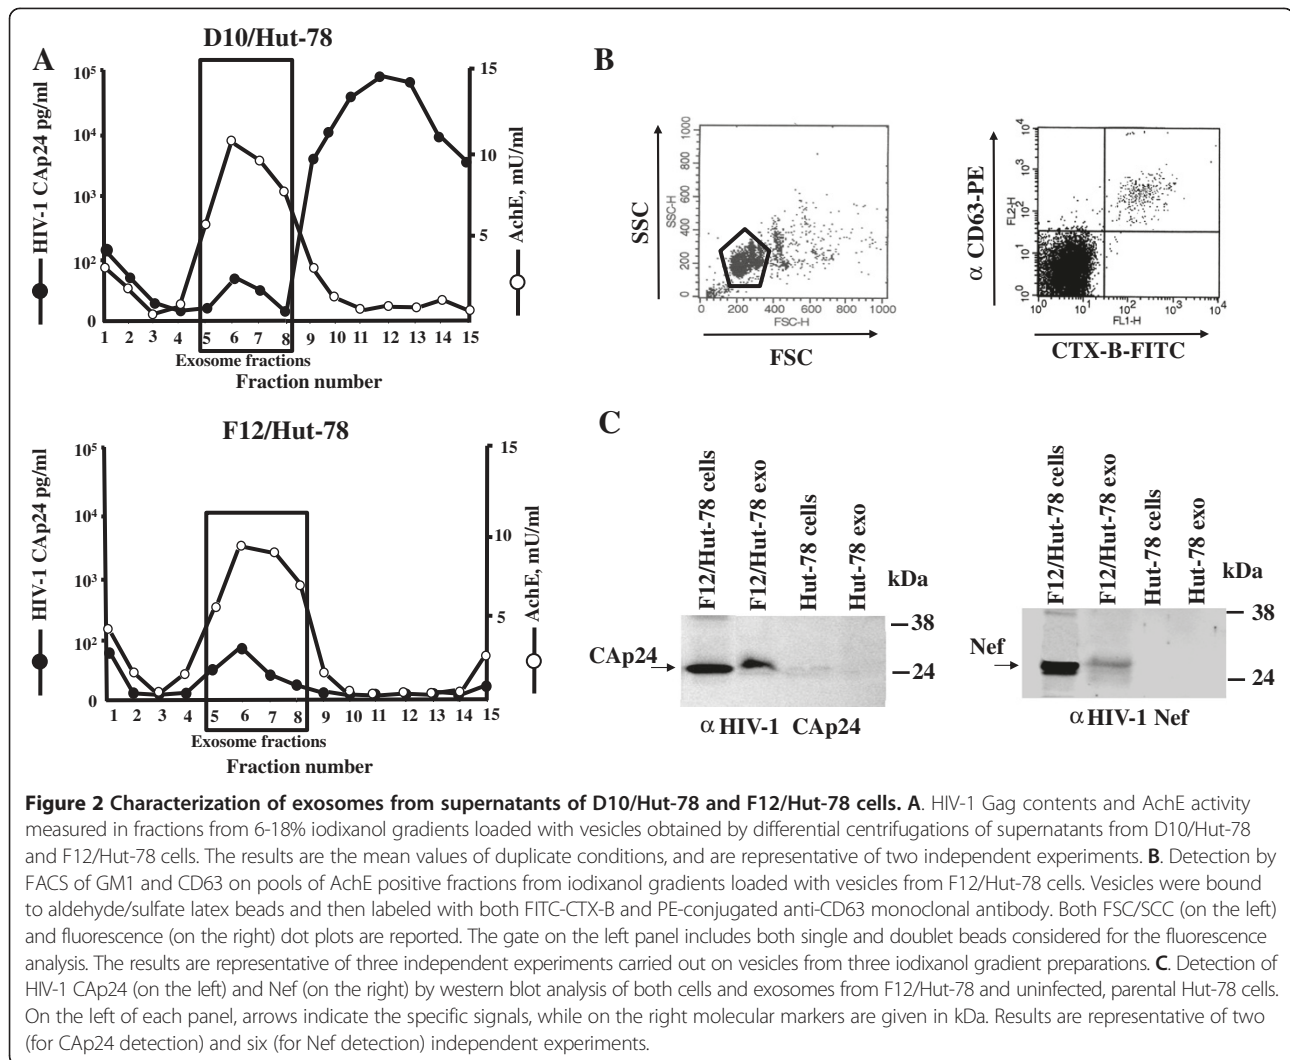 A
D10/Hut-78
HIV-1 CAp24 pg/ml
10⁵
10⁴
10³
10²
0
15
10
5
AchE, mU/ml
1 2 3 4 5 6 7 8 9 10 11 12 13 14 15
Exosome fractions
Fraction number
F12/Hut-78
HIV-1 CAp24 pg/ml
10⁵
10⁴
10³
10²
0
15
10
5
AchE, mU/ml
1 2 3 4 5 6 7 8 9 10 11 12 13 14 15
Exosome fractions
Fraction number
B
SSC
SSC-H
1000
800
600
400
200
0
0 200 400 600 800 1000
FSC-H
FSC
α CD63-PE
FL2-H
10⁴
10³
10²
10¹
10⁰
10⁰ 10¹ 10² 10³ 10⁴
FL1-H
CTX-B-FITC
C
F12/Hut-78 cells
F12/Hut-78 exo
Hut-78 cells
Hut-78 exo
kDa
38
CAp24
24
α HIV-1 CAp24
F12/Hut-78 cells
F12/Hut-78 exo
Hut-78 cells
Hut-78 exo
kDa
38
Nef
24
α HIV-1 Nef
Figure 2 Characterization of exosomes from supernatants of D10/Hut-78 and F12/Hut-78 cells. A. HIV-1 Gag contents and AchE activity
measured in fractions from 6-18% iodixanol gradients loaded with vesicles obtained by differential centrifugations of supernatants from D10/Hut-78
and F12/Hut-78 cells. The results are the mean values of duplicate conditions, and are representative of two independent experiments. B. Detection by
FACS of GM1 and CD63 on pools of AchE positive fractions from iodixanol gradients loaded with vesicles from F12/Hut-78 cells. Vesicles were bound
to aldehyde/sulfate latex beads and then labeled with both FITC-CTX-B and PE-conjugated anti-CD63 monoclonal antibody. Both FSC/SCC (on the left)
and fluorescence (on the right) dot plots are reported. The gate on the left panel includes both single and doublet beads considered for the fluorescence
analysis. The results are representative of three independent experiments carried out on vesicles from three iodixanol gradient preparations. C. Detection of
HIV-1 CAp24 (on the left) and Nef (on the right) by western blot analysis of both cells and exosomes from F12/Hut-78 and uninfected, parental Hut-78 cells.
On the left of each panel, arrows indicate the specific signals, while on the right molecular markers are given in kDa. Results are representative of two
(for CAp24 detection) and six (for Nef detection) independent experiments.